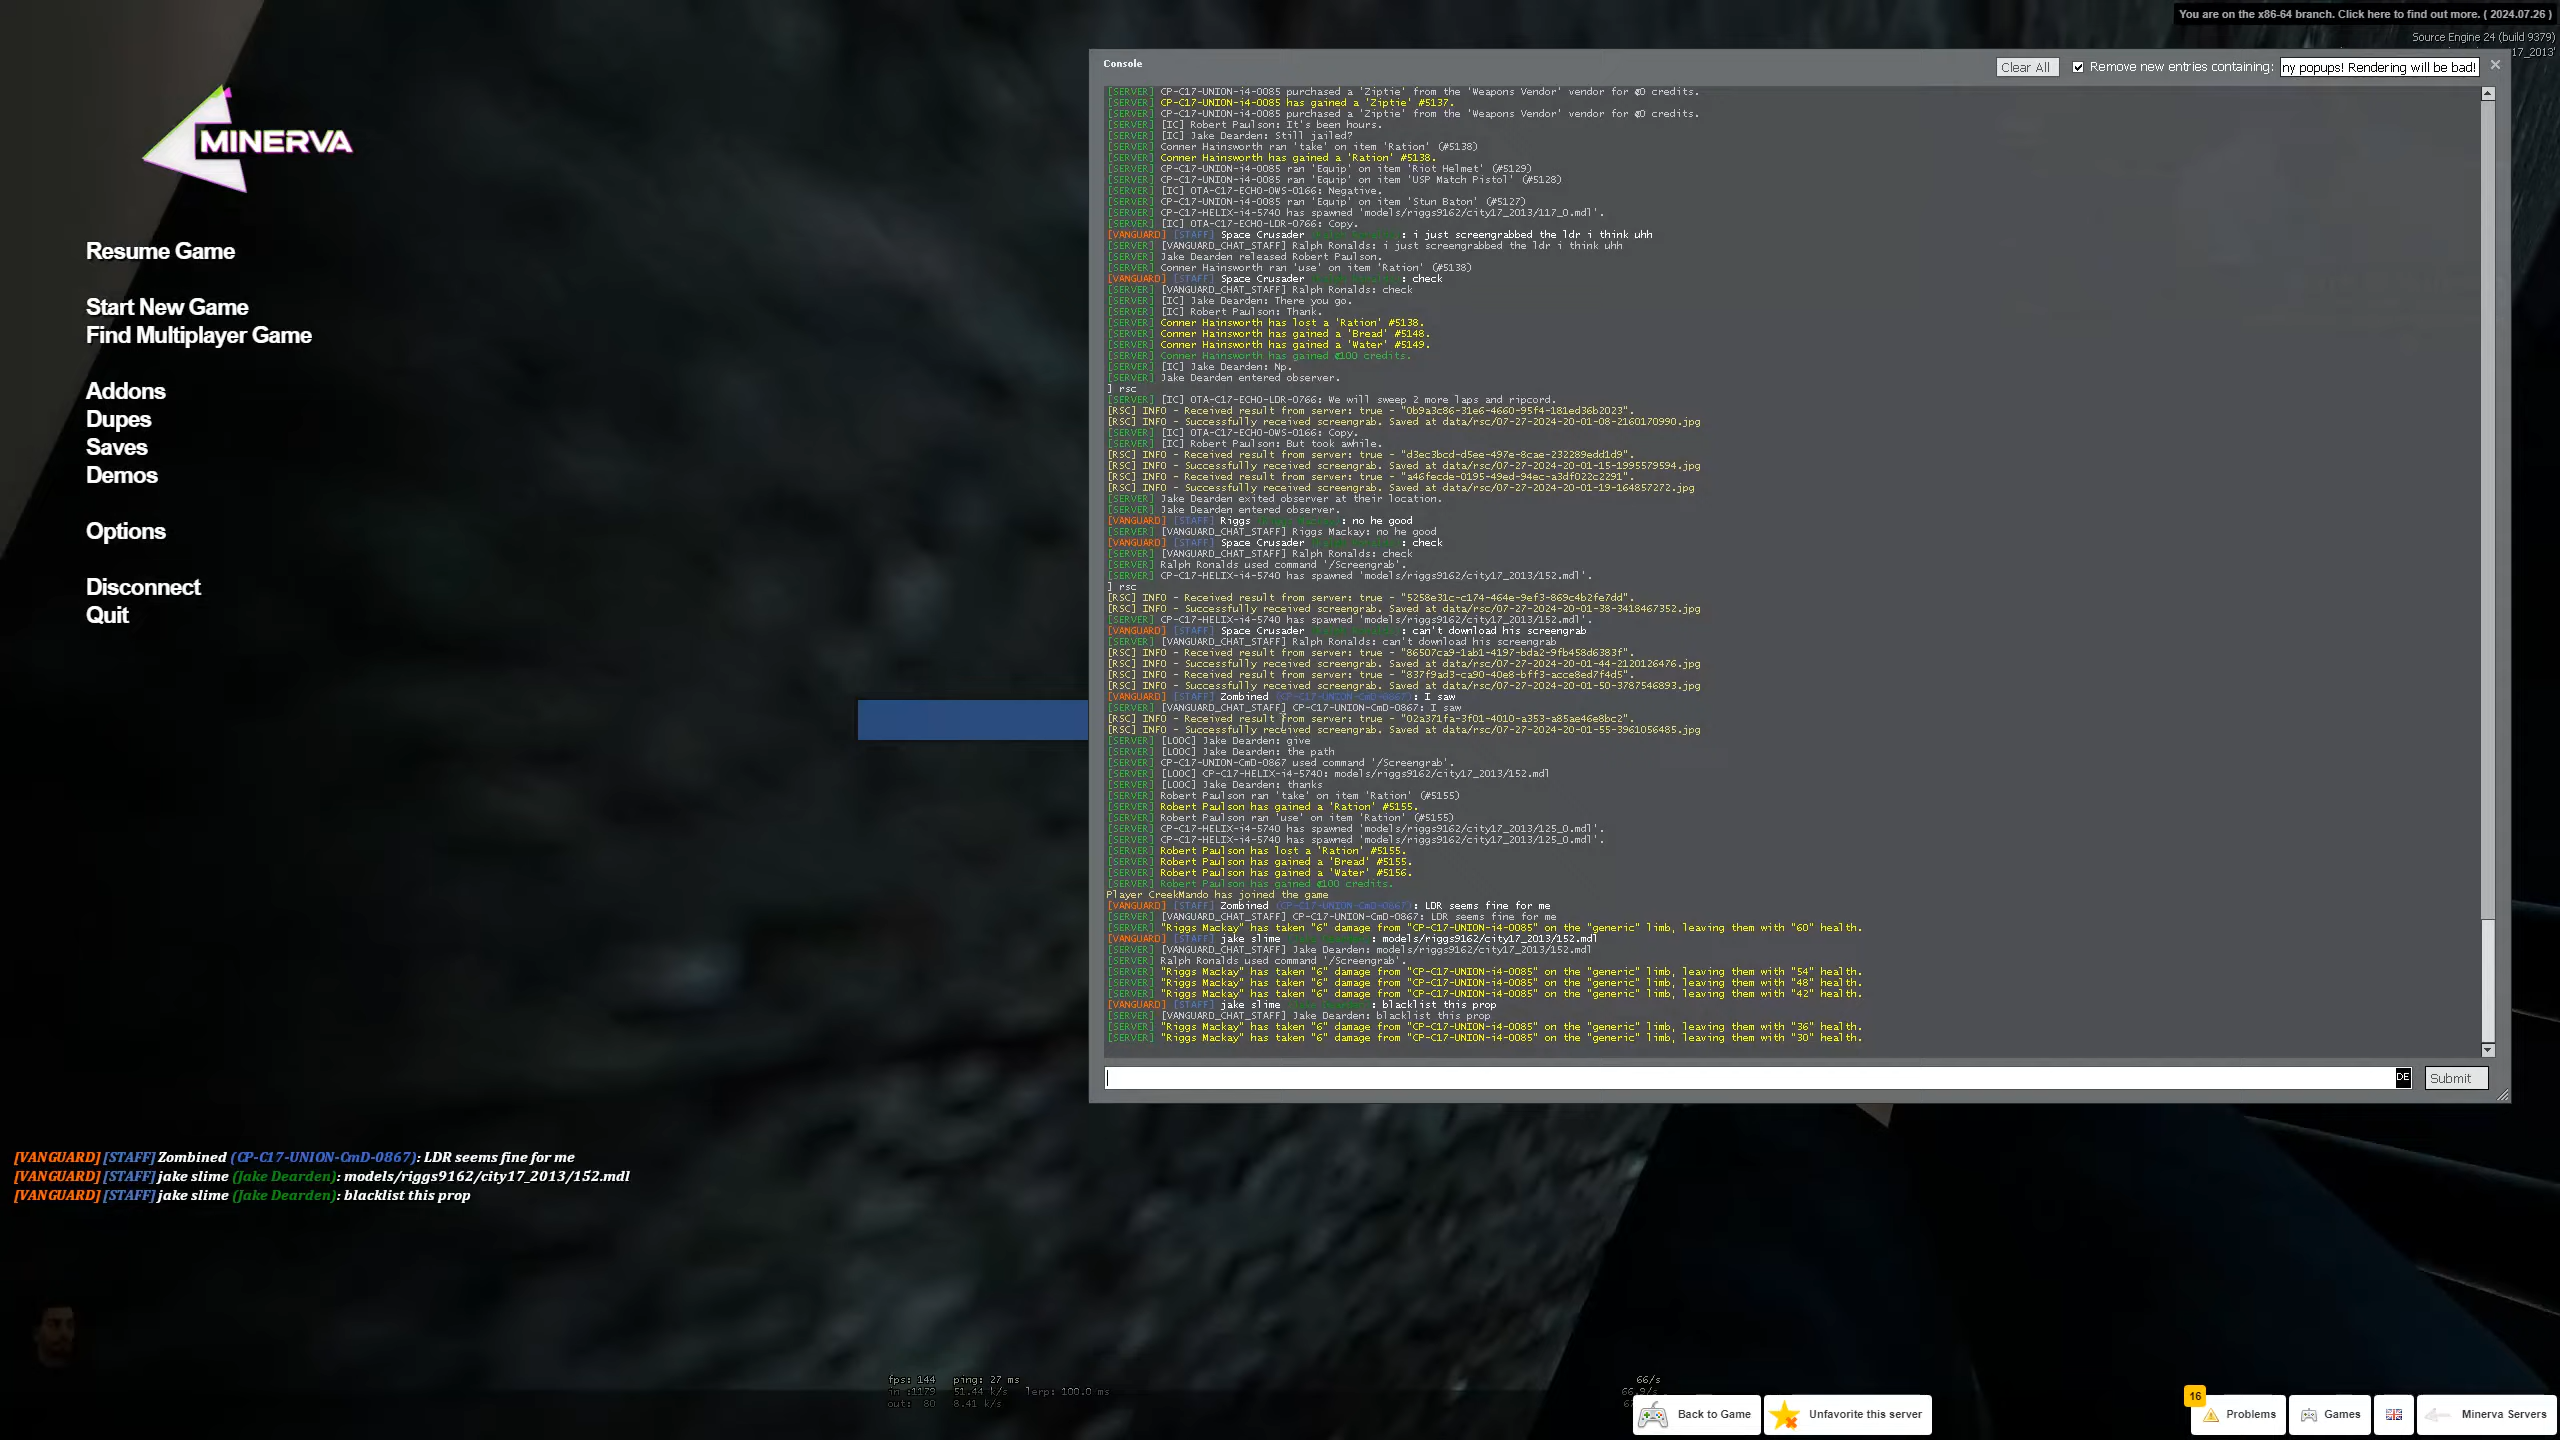 You are on the x86-64 branch. Click here to find out more. ( 2024.07.26 )
Source Engine 24 (build 9379)
17_2013'
MINERVA
Resume Game
Start New Game
Find Multiplayer Game
Addons
Dupes
Saves
Demos
Options
Disconnect
Quit
Console
Clear All
Remove new entries containing:
ny popups! Rendering will be bad!
[SERVER] CP-C17-UNION-i4-0085 purchased a 'Ziptie' from the 'Weapons Vendor' vendor for ₡0 credits.
[SERVER] CP-C17-UNION-i4-0085 has gained a 'Ziptie' #5137.
[SERVER] CP-C17-UNION-i4-0085 purchased a 'Ziptie' from the 'Weapons Vendor' vendor for ₡0 credits.
[SERVER] [IC] Robert Paulson: It's been hours.
[SERVER] [IC] Jake Dearden: Still jailed?
[SERVER] Conner Hainsworth ran 'take' on item 'Ration' (#5138)
[SERVER] Conner Hainsworth has gained a 'Ration' #5138.
[SERVER] CP-C17-UNION-i4-0085 ran 'Equip' on item 'Riot Helmet' (#5129)
[SERVER] CP-C17-UNION-i4-0085 ran 'Equip' on item 'USP Match Pistol' (#5128)
[SERVER] [IC] OTA-C17-ECHO-OWS-0166: Negative.
[SERVER] CP-C17-UNION-i4-0085 ran 'Equip' on item 'Stun Baton' (#5127)
[SERVER] CP-C17-HELIX-i4-5740 has spawned 'models/riggs9162/city17_2013/117_0.mdl'.
[SERVER] [IC] OTA-C17-ECHO-LDR-0766: Copy.
[VANGUARD] [STAFF] Space Crusader : i just screengrabbed the ldr i think uhh
[SERVER] [VANGUARD_CHAT_STAFF] Ralph Ronalds: i just screengrabbed the ldr i think uhh
[SERVER] Jake Dearden released Robert Paulson.
[SERVER] Conner Hainsworth ran 'use' on item 'Ration' (#5138)
[VANGUARD] [STAFF] Space Crusader : check
[SERVER] [VANGUARD_CHAT_STAFF] Ralph Ronalds: check
[SERVER] [IC] Jake Dearden: There you go.
[SERVER] [IC] Robert Paulson: Thank.
[SERVER] Conner Hainsworth has lost a 'Ration' #5138.
[SERVER] Conner Hainsworth has gained a 'Bread' #5148.
[SERVER] Conner Hainsworth has gained a 'Water' #5149.
[SERVER] Conner Hainsworth has gained ₡100 credits.
[SERVER] [IC] Jake Dearden: Np.
[SERVER] Jake Dearden entered observer.
] rsc
[SERVER] [IC] OTA-C17-ECHO-LDR-0766: We will sweep 2 more laps and ripcord.
[RSC] INFO - Received result from server: true - "0b9a3c86-31e6-4660-95f4-181ed36b2023".
[RSC] INFO - Successfully received screengrab. Saved at data/rsc/07-27-2024-20-01-08-2160170990.jpg
[SERVER] [IC] OTA-C17-ECHO-OWS-0166: Copy.
[SERVER] [IC] Robert Paulson: But took awhile.
[RSC] INFO - Received result from server: true - "d3ec3bcd-d5ee-497e-8cae-232289edd1d9".
[RSC] INFO - Successfully received screengrab. Saved at data/rsc/07-27-2024-20-01-15-1995579594.jpg
[RSC] INFO - Received result from server: true - "a46fecde-0195-49ed-94ec-a3df022c2291".
[RSC] INFO - Successfully received screengrab. Saved at data/rsc/07-27-2024-20-01-19-164857272.jpg
[SERVER] Jake Dearden exited observer at their location.
[SERVER] Jake Dearden entered observer.
[VANGUARD] [STAFF] Riggs : no he good
[SERVER] [VANGUARD_CHAT_STAFF] Riggs Mackay: no he good
[VANGUARD] [STAFF] Space Crusader : check
[SERVER] [VANGUARD_CHAT_STAFF] Ralph Ronalds: check
[SERVER] Ralph Ronalds used command '/Screengrab'.
[SERVER] CP-C17-HELIX-i4-5740 has spawned 'models/riggs9162/city17_2013/152.mdl'.
] rsc
[RSC] INFO - Received result from server: true - "5258e31c-c174-464e-9ef3-869c4b2fe7dd".
[RSC] INFO - Successfully received screengrab. Saved at data/rsc/07-27-2024-20-01-38-3418467352.jpg
[SERVER] CP-C17-HELIX-i4-5740 has spawned 'models/riggs9162/city17_2013/152.mdl'.
[VANGUARD] [STAFF] Space Crusader : can't download his screengrab
[SERVER] [VANGUARD_CHAT_STAFF] Ralph Ronalds: can't download his screengrab
[RSC] INFO - Received result from server: true - "86507ca9-1ab1-4197-bda2-9fb458d6383f".
[RSC] INFO - Successfully received screengrab. Saved at data/rsc/07-27-2024-20-01-44-2120126476.jpg
[RSC] INFO - Received result from server: true - "837f9ad3-ca90-40e8-bff3-acce8ed7f4d5".
[RSC] INFO - Successfully received screengrab. Saved at data/rsc/07-27-2024-20-01-50-3787546893.jpg
[VANGUARD] [STAFF] Zombined (CP-C17-UNION-CmD-0867): I saw
[SERVER] [VANGUARD_CHAT_STAFF] CP-C17-UNION-CmD-0867: I saw
[RSC] INFO - Received result from server: true - "02a371fa-3f01-4010-a353-a85ae46e8bc2".
[RSC] INFO - Successfully received screengrab. Saved at data/rsc/07-27-2024-20-01-55-3961056485.jpg
[SERVER] [LOOC] Jake Dearden: give
[SERVER] [LOOC] Jake Dearden: the path
[SERVER] CP-C17-UNION-CmD-0867 used command '/Screengrab'.
[SERVER] [LOOC] CP-C17-HELIX-i4-5740: models/riggs9162/city17_2013/152.mdl
[SERVER] [LOOC] Jake Dearden: thanks
[SERVER] Robert Paulson ran 'take' on item 'Ration' (#5155)
[SERVER] Robert Paulson has gained a 'Ration' #5155.
[SERVER] Robert Paulson ran 'use' on item 'Ration' (#5155)
[SERVER] CP-C17-HELIX-i4-5740 has spawned 'models/riggs9162/city17_2013/125_0.mdl'.
[SERVER] CP-C17-HELIX-i4-5740 has spawned 'models/riggs9162/city17_2013/125_0.mdl'.
[SERVER] Robert Paulson has lost a 'Ration' #5155.
[SERVER] Robert Paulson has gained a 'Bread' #5155.
[SERVER] Robert Paulson has gained a 'Water' #5156.
[SERVER] Robert Paulson has gained ₡100 credits.
Player CreekMando has joined the game
[VANGUARD] [STAFF] Zombined (CP-C17-UNION-CmD-0867): LDR seems fine for me
[SERVER] [VANGUARD_CHAT_STAFF] CP-C17-UNION-CmD-0867: LDR seems fine for me
[SERVER] "Riggs Mackay" has taken "6" damage from "CP-C17-UNION-i4-0085" on the "generic" limb, leaving them with "60" health.
[VANGUARD] [STAFF] jake slime : models/riggs9162/city17_2013/152.mdl
[SERVER] [VANGUARD_CHAT_STAFF] Jake Dearden: models/riggs9162/city17_2013/152.mdl
[SERVER] Ralph Ronalds used command '/Screengrab'.
[SERVER] "Riggs Mackay" has taken "6" damage from "CP-C17-UNION-i4-0085" on the "generic" limb, leaving them with "54" health.
[SERVER] "Riggs Mackay" has taken "6" damage from "CP-C17-UNION-i4-0085" on the "generic" limb, leaving them with "48" health.
[SERVER] "Riggs Mackay" has taken "6" damage from "CP-C17-UNION-i4-0085" on the "generic" limb, leaving them with "42" health.
[VANGUARD] [STAFF] jake slime : blacklist this prop
[SERVER] [VANGUARD_CHAT_STAFF] Jake Dearden: blacklist this prop
[SERVER] "Riggs Mackay" has taken "6" damage from "CP-C17-UNION-i4-0085" on the "generic" limb, leaving them with "36" health.
[SERVER] "Riggs Mackay" has taken "6" damage from "CP-C17-UNION-i4-0085" on the "generic" limb, leaving them with "30" health.
DE
Submit
[VANGUARD] [STAFF] Zombined (CP-C17-UNION-CmD-0867): LDR seems fine for me
[VANGUARD] [STAFF] jake slime (Jake Dearden): models/riggs9162/city17_2013/152.mdl
[VANGUARD] [STAFF] jake slime (Jake Dearden): blacklist this prop
fps: 144 ping: 27 ms
in :1179 51.44 k/s lerp: 100.0 ms
out: 80 8.41 k/s
66/s
Back to Game
Unfavorite this server
16
Problems
Games
Minerva Servers